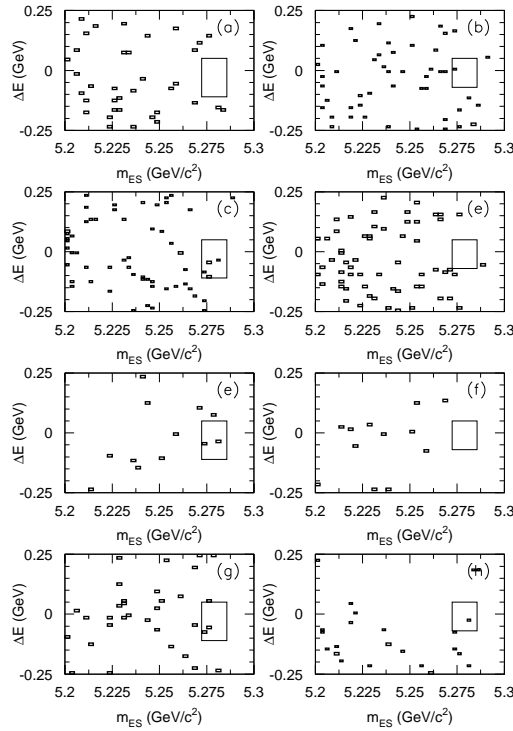 0.25 (a) 0.25 (b)
ΔE (GeV) 0 ΔE (GeV) 0
-0.25 -0.25
5.2 5.225 5.25 5.275 5.3 5.2 5.225 5.25 5.275 5.3
m_ES (GeV/c²) m_ES (GeV/c²)
0.25 (c) 0.25 (e)
ΔE (GeV) 0 ΔE (GeV) 0
-0.25 -0.25
5.2 5.225 5.25 5.275 5.3 5.2 5.225 5.25 5.275 5.3
m_ES (GeV/c²) m_ES (GeV/c²)
0.25 (e) 0.25 (f)
ΔE (GeV) 0 ΔE (GeV) 0
-0.25 -0.25
5.2 5.225 5.25 5.275 5.3 5.2 5.225 5.25 5.275 5.3
m_ES (GeV/c²) m_ES (GeV/c²)
0.25 (g) 0.25 (h)
ΔE (GeV) 0 ΔE (GeV) 0
-0.25 -0.25
5.2 5.225 5.25 5.275 5.3 5.2 5.225 5.25 5.275 5.3
m_ES (GeV/c²) m_ES (GeV/c²)